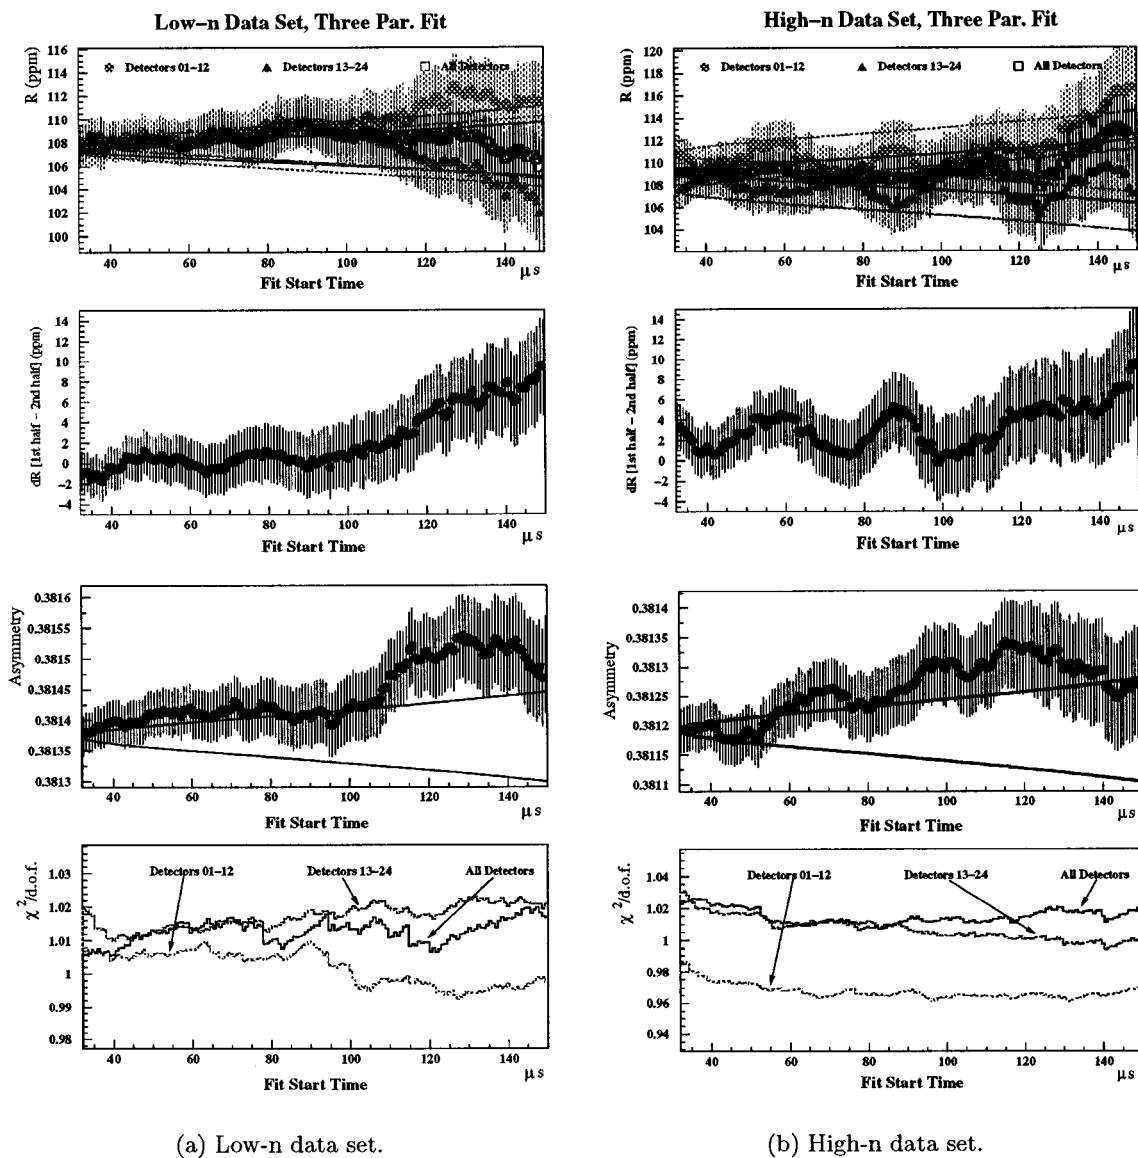 Low–n Data Set, Three Par. Fit
R (ppm)
116
114
112
110
108
106
104
102
100
Detectors 01–12
Detectors 13–24
All Detectors
40
60
80
100
120
140
μs
Fit Start Time
dR [1st half – 2nd half] (ppm)
14
12
10
8
6
4
2
0
–2
–4
40
60
80
100
120
140
μs
Fit Start Time
Asymmetry
0.3816
0.38155
0.3815
0.38145
0.3814
0.38135
0.3813
40
60
80
100
120
140
μs
Fit Start Time
χ²/d.o.f.
1.03
1.02
1.01
1
0.99
0.98
Detectors 01–12
Detectors 13–24
All Detectors
40
60
80
100
120
140
μs
Fit Start Time
(a) Low-n data set.
High–n Data Set, Three Par. Fit
R (ppm)
120
118
116
114
112
110
108
106
104
Detectors 01–12
Detectors 13–24
All Detectors
40
60
80
100
120
140
μs
Fit Start Time
dR [1st half – 2nd half] (ppm)
14
12
10
8
6
4
2
0
–2
–4
40
60
80
100
120
140
μs
Fit Start Time
Asymmetry
0.3814
0.38135
0.3813
0.38125
0.3812
0.38115
0.3811
40
60
80
100
120
140
μs
Fit Start Time
χ²/d.o.f.
1.04
1.02
1
0.98
0.96
0.94
Detectors 01–12
Detectors 13–24
All Detectors
40
60
80
100
120
140
μs
Fit Start Time
(b) High-n data set.